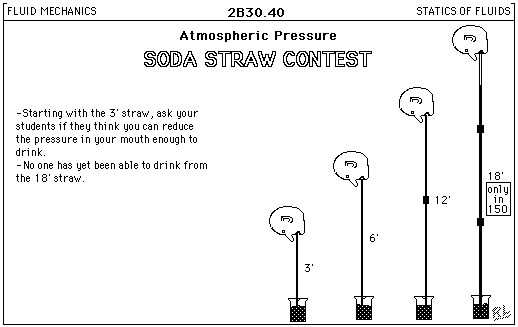 FLUID MECHANICS 2B30.40 STATICS OF FLUIDS
Atmospheric Pressure
SODA STRAW CONTEST
-Starting with the 3' straw, ask your
students if they think you can reduce
the pressure in your mouth enough to
drink.
-No one has yet been able to drink from
the 18' straw.
3'
6'
12'
18'
only
in
150